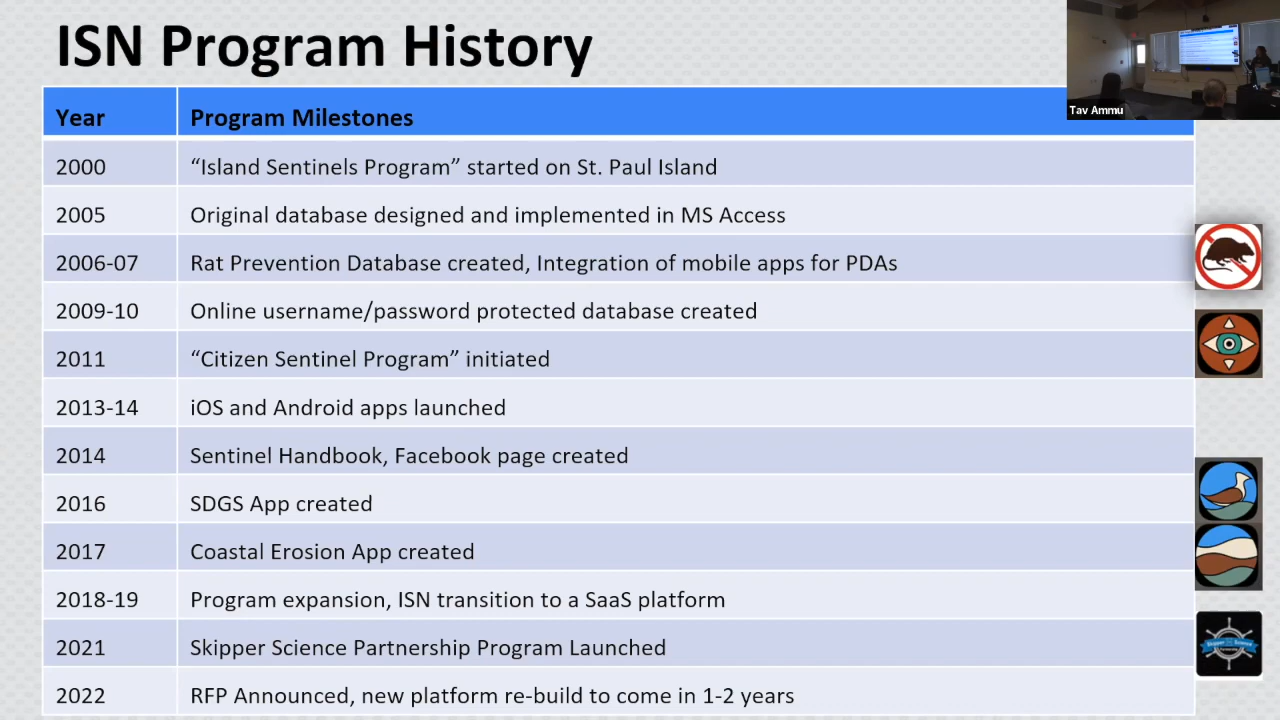 ISN Program History
Tav Ammu
Year Program Milestones
2000 “Island Sentinels Program” started on St. Paul Island
2005 Original database designed and implemented in MS Access
2006-07 Rat Prevention Database created, Integration of mobile apps for PDAs
2009-10 Online username/password protected database created
2011 “Citizen Sentinel Program” initiated
2013-14 iOS and Android apps launched
2014 Sentinel Handbook, Facebook page created
2016 SDGS App created
2017 Coastal Erosion App created
2018-19 Program expansion, ISN transition to a SaaS platform
2021 Skipper Science Partnership Program Launched
Skipper Science
2022 RFP Announced, new platform re-build to come in 1-2 years